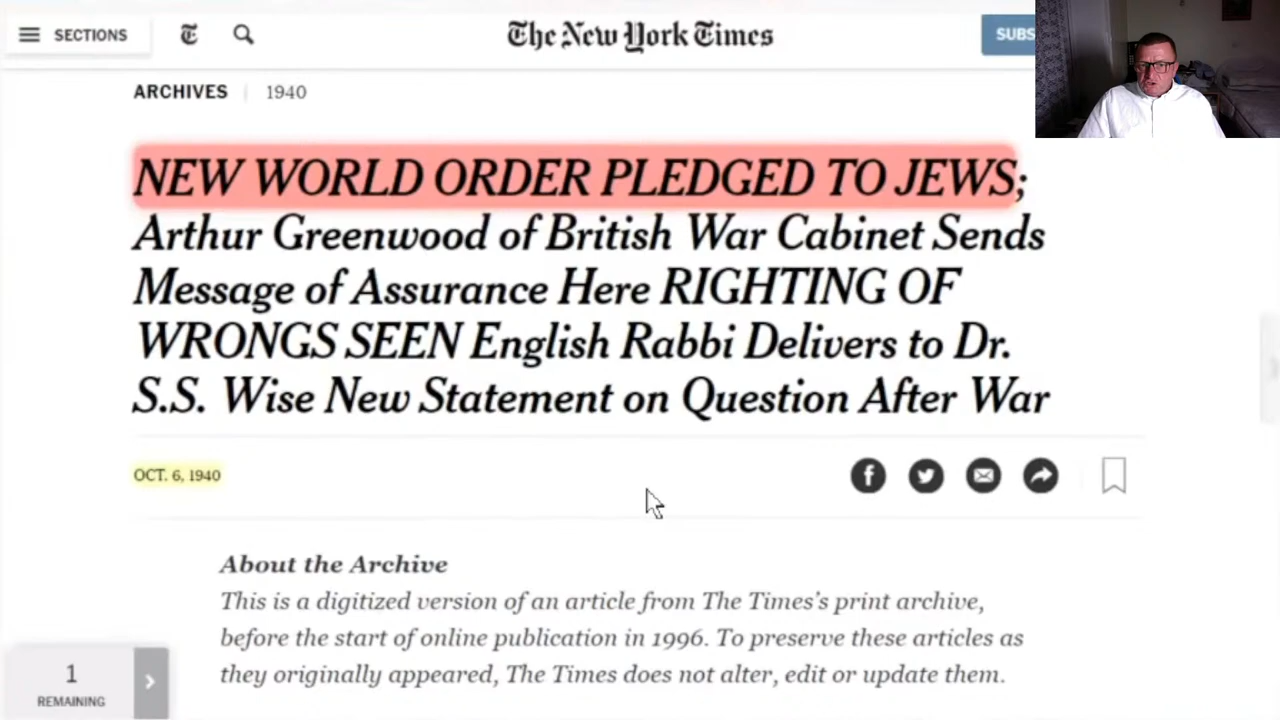 SECTIONS
The New York Times
SUBS
ARCHIVES 1940
NEW WORLD ORDER PLEDGED TO JEWS;
Arthur Greenwood of British War Cabinet Sends
Message of Assurance Here RIGHTING OF
WRONGS SEEN English Rabbi Delivers to Dr.
S.S. Wise New Statement on Question After War
OCT. 6, 1940
About the Archive
This is a digitized version of an article from The Times's print archive,
before the start of online publication in 1996. To preserve these articles as
they originally appeared, The Times does not alter, edit or update them.
1
REMAINING